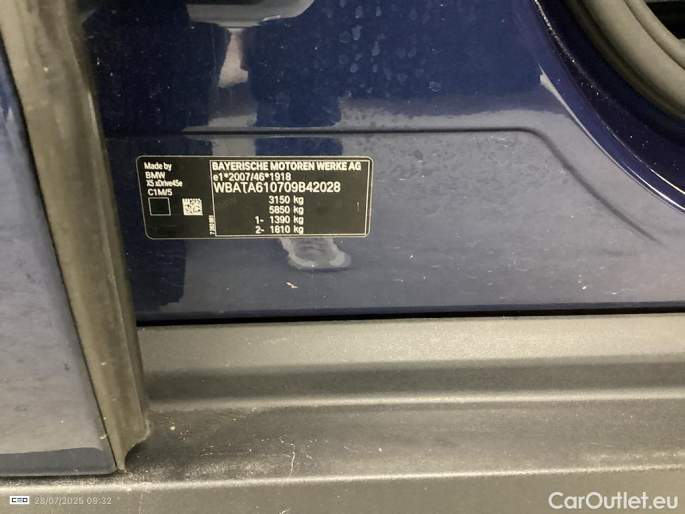 Made by
BMW
X5 xDrive45e
C1M/5
BAYERISCHE MOTOREN WERKE AG
e1*2007/46*1918
WBATA610709B42028
3150 kg
5850 kg
1- 1390 kg
2- 1810 kg
28/07/2025 09:32
CarOutlet.eu